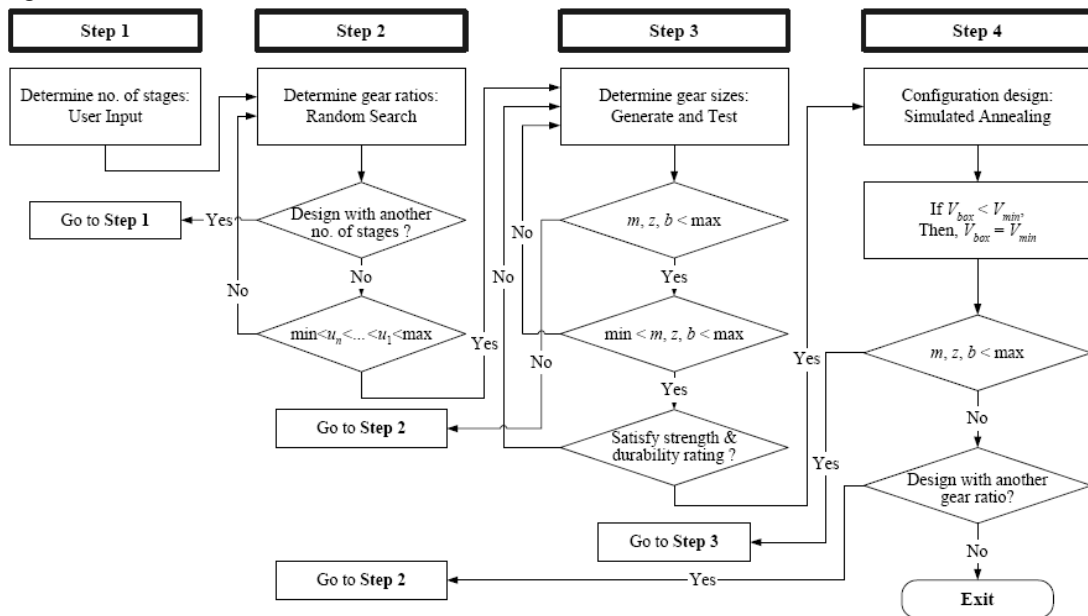 Step 1
Step 2
Step 3
Step 4
Determine no. of stages:
User Input
Determine gear ratios:
Random Search
Determine gear sizes:
Generate and Test
Configuration design:
Simulated Annealing
Go to Step 1
Yes
Design with another
no. of stages ?
No
No
min<u_n<...<u_1<max
Yes
Go to Step 2
m, z, b < max
No
Yes
min < m, z, b < max
No
Yes
Satisfy strength &
durability rating ?
No
Yes
If V_box < V_min,
Then, V_box = V_min
m, z, b < max
Yes
No
Go to Step 3
Design with another
gear ratio?
Yes
Go to Step 2
No
Exit